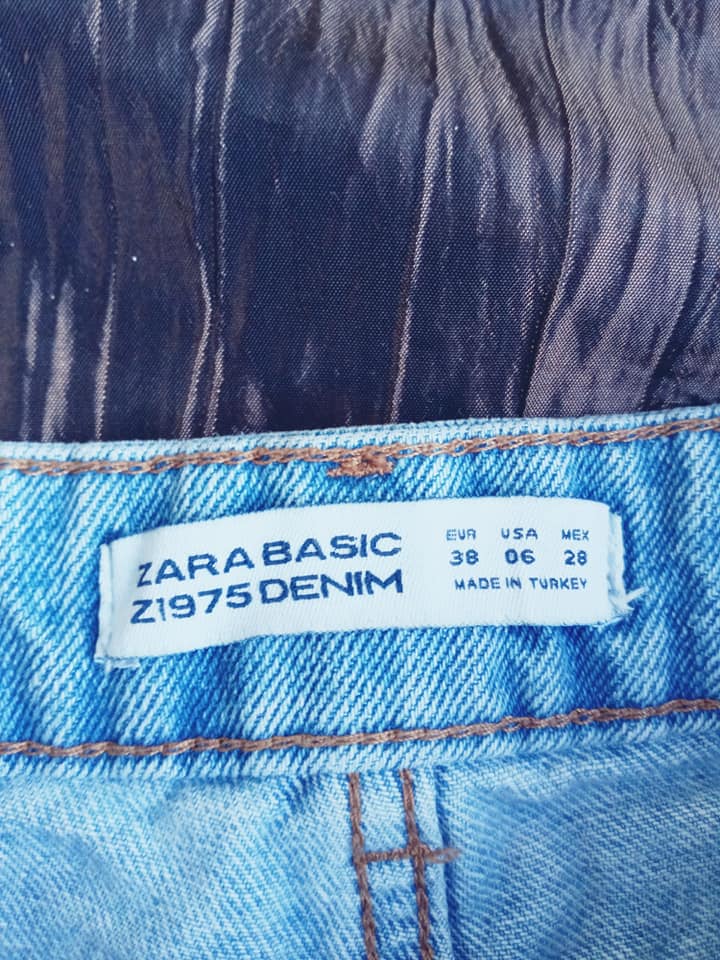 ZARA BASIC
Z1975 DENIM
EUR USA MEX
38 06 28
MADE IN TURKEY